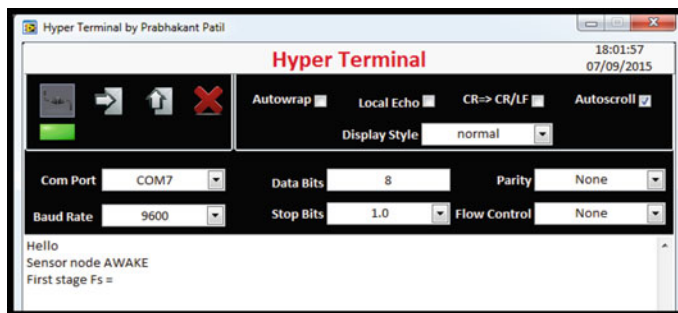 Hyper Terminal by Prabhakant Patil
Hyper Terminal
18:01:57
07/09/2015
Autowrap
Local Echo
CR=> CR/LF
Autoscroll
Display Style
normal
Com Port
COM7
Data Bits
8
Parity
None
Baud Rate
9600
Stop Bits
1.0
Flow Control
None
Hello
Sensor node AWAKE
First stage Fs =